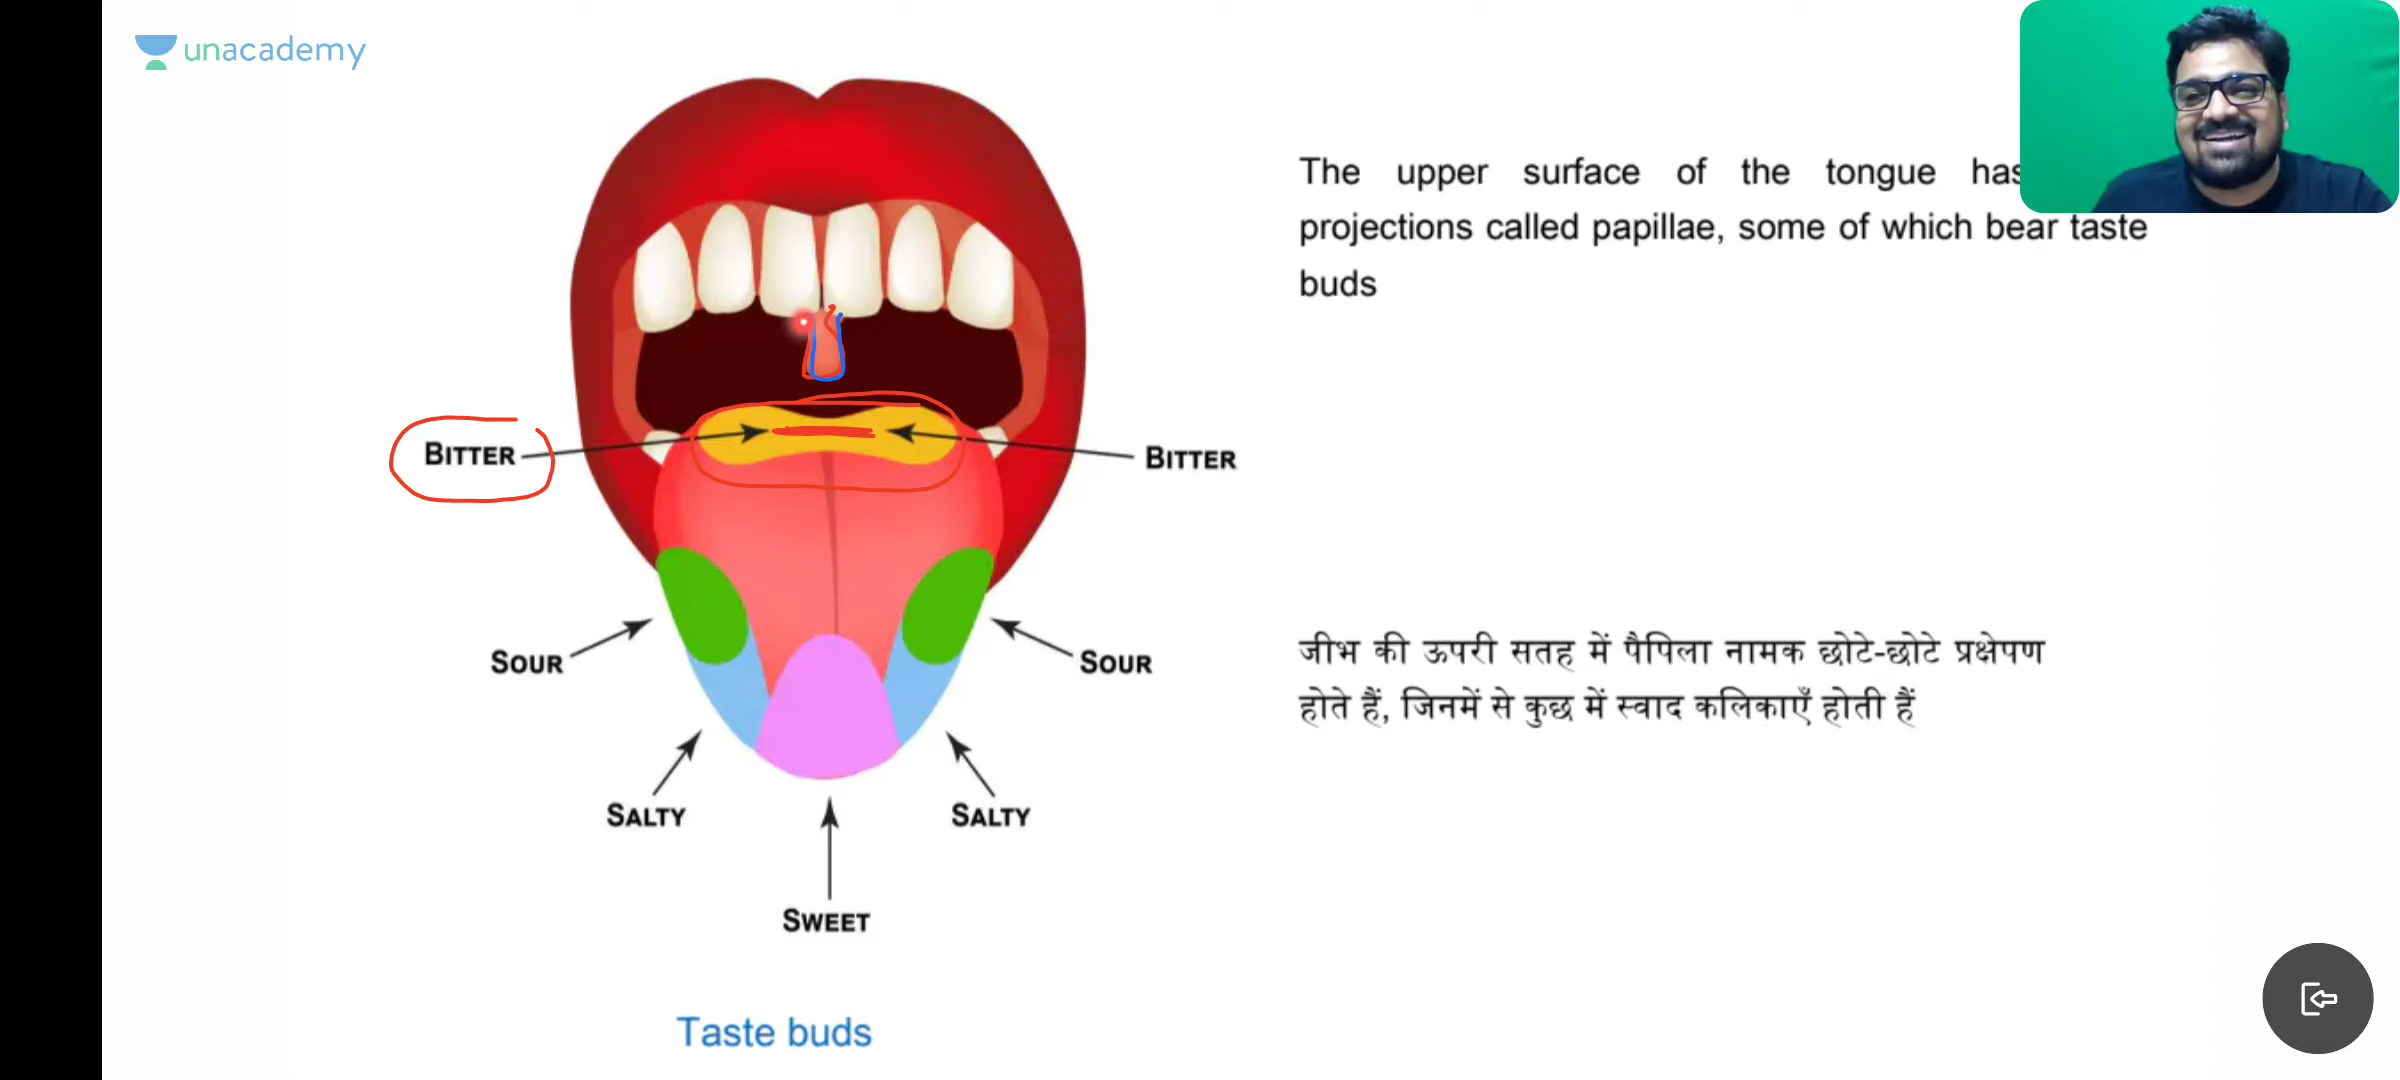 unacademy
The upper surface of the tongue has
projections called papillae, some of which bear taste
buds
BITTER
BITTER
जीभ की ऊपरी सतह में पैपिला नामक छोटे-छोटे प्रक्षेपण
होते हैं, जिनमें से कुछ में स्वाद कलिकाएँ होती हैं
SOUR
SOUR
SALTY
SALTY
SWEET
Taste buds